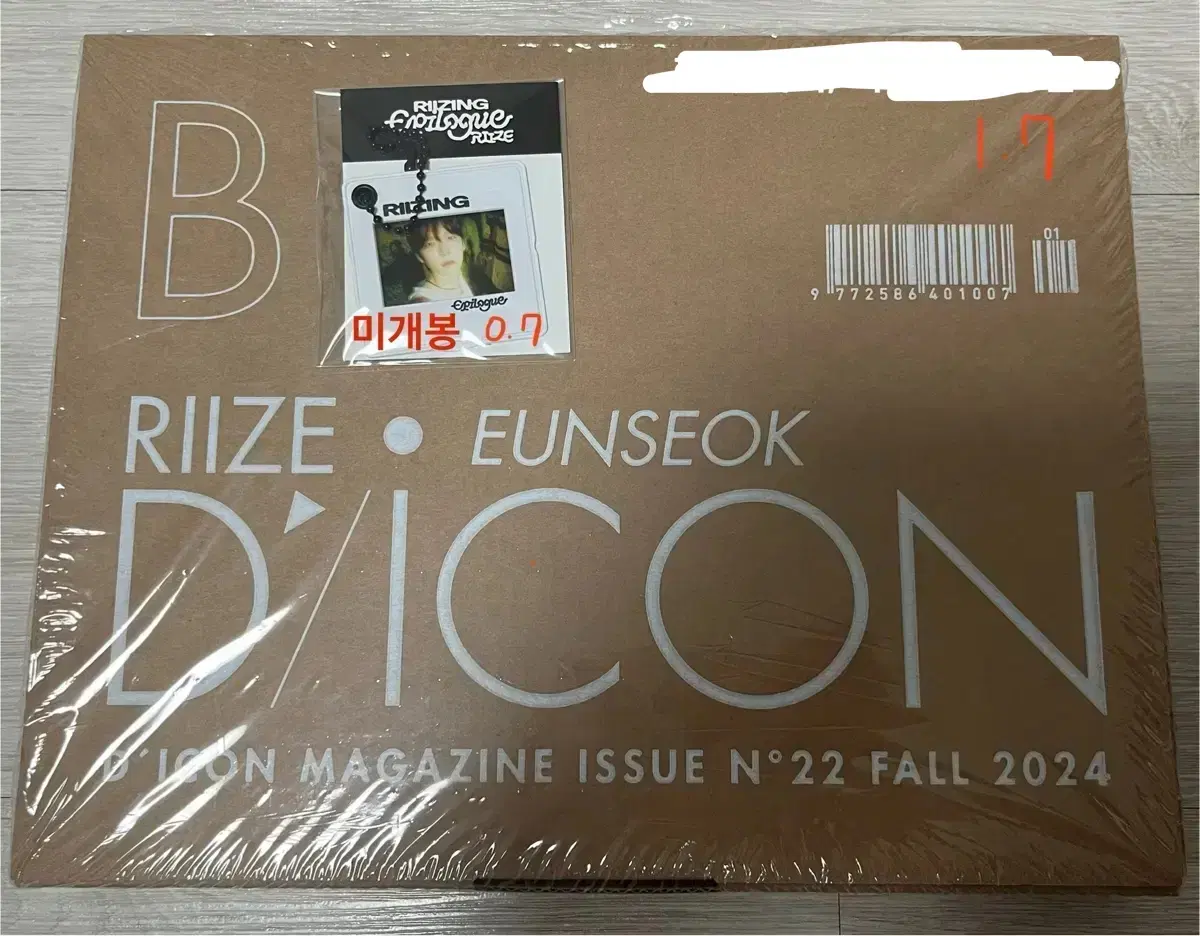 B
RIIZING
Epilogue
RIIZE
RIIZING
Epilogue
미개봉 0.7
1.7
01
9 772586 401007
RIIZE • EUNSEOK
D'/ICON
D'ICON MAGAZINE ISSUE N°22 FALL 2024